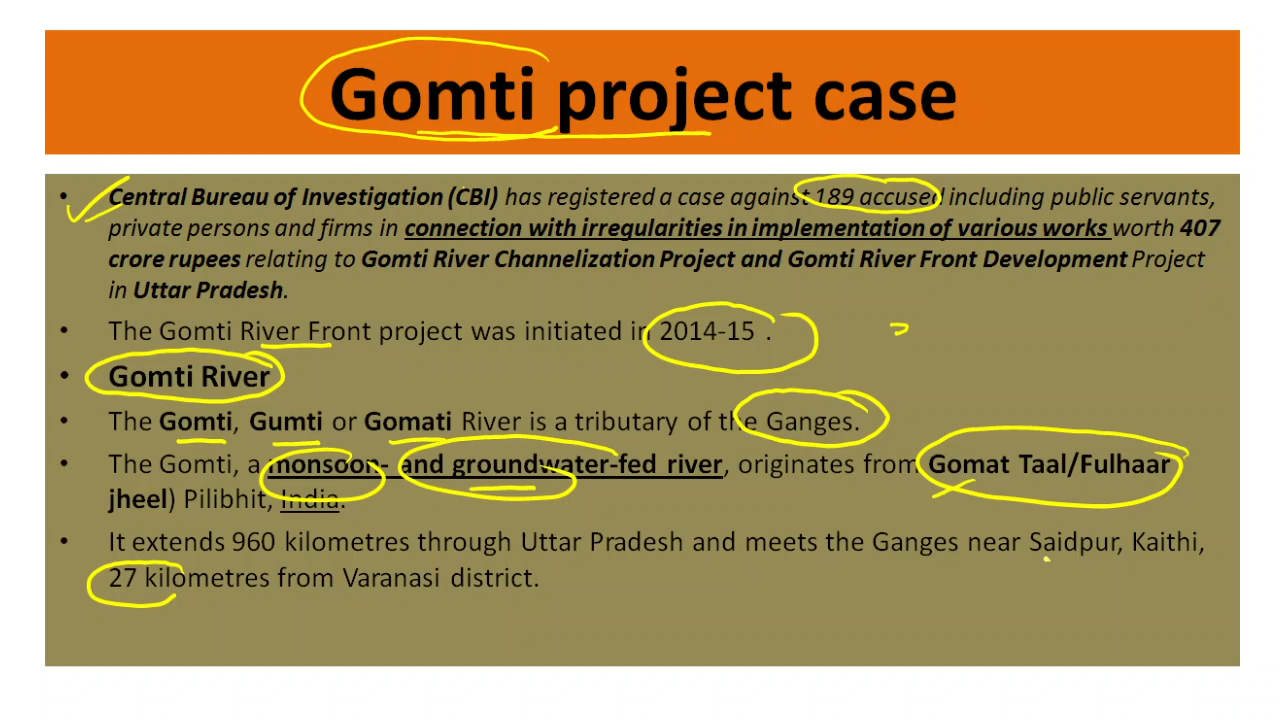 Gomti project case
• Central Bureau of Investigation (CBI) has registered a case against 189 accused including public servants,
private persons and firms in connection with irregularities in implementation of various works worth 407
crore rupees relating to Gomti River Channelization Project and Gomti River Front Development Project
in Uttar Pradesh.
• The Gomti River Front project was initiated in 2014-15 .
• Gomti River
• The Gomti, Gumti or Gomati River is a tributary of the Ganges.
• The Gomti, a monsoon- and groundwater-fed river, originates from Gomat Taal/Fulhaar
jheel) Pilibhit, India.
• It extends 960 kilometres through Uttar Pradesh and meets the Ganges near Saidpur, Kaithi,
27 kilometres from Varanasi district.